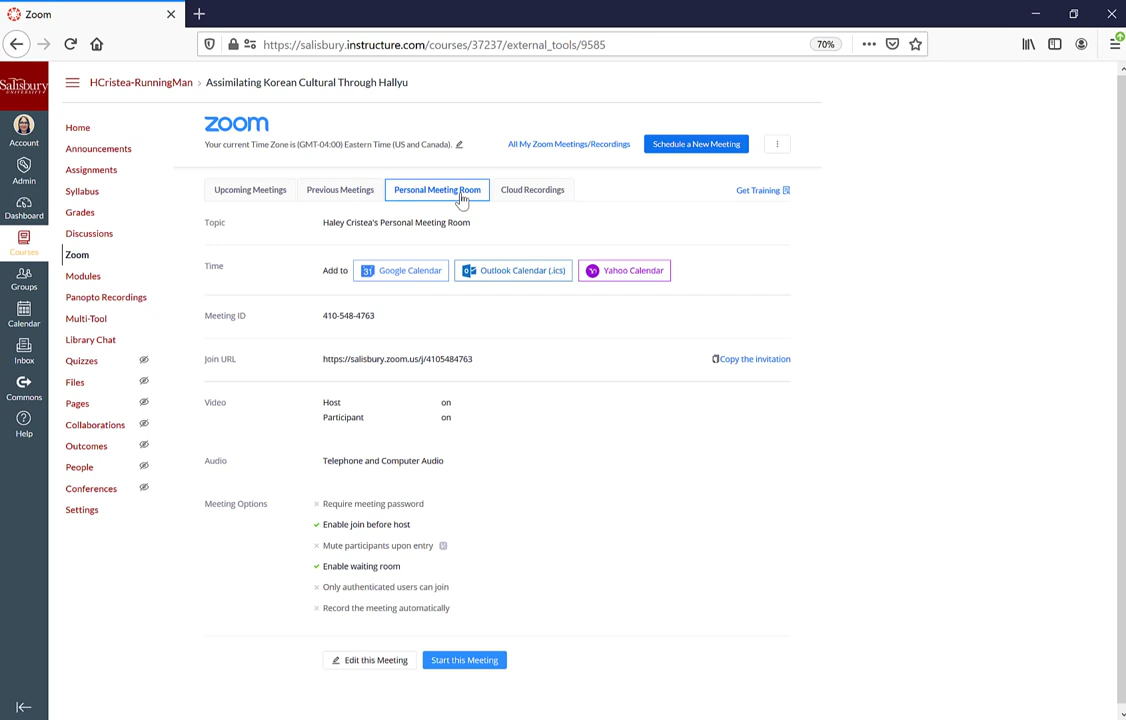 Zoom
https://salisbury.instructure.com/courses/37237/external_tools/9585
70%
Salisbury
UNIVERSITY
HCristea-RunningMan › Assimilating Korean Cultural Through Hallyu
Account
Admin
Dashboard
Courses
Groups
Calendar
Inbox
Commons
Help
Home
Announcements
Assignments
Syllabus
Grades
Discussions
Zoom
Modules
Panopto Recordings
Multi-Tool
Library Chat
Quizzes
Files
Pages
Collaborations
Outcomes
People
Conferences
Settings
zoom
Your current Time Zone is (GMT-04:00) Eastern Time (US and Canada).
All My Zoom Meetings/Recordings
Schedule a New Meeting
Upcoming Meetings
Previous Meetings
Personal Meeting Room
Cloud Recordings
Get Training
Topic
Haley Cristea's Personal Meeting Room
Time
Add to
31 Google Calendar
Outlook Calendar (.ics)
Yahoo Calendar
Meeting ID
410-548-4763
Join URL
https://salisbury.zoom.us/j/4105484763
Copy the invitation
Video
Host on
Participant on
Audio
Telephone and Computer Audio
Meeting Options
Require meeting password
Enable join before host
Mute participants upon entry
Enable waiting room
Only authenticated users can join
Record the meeting automatically
Edit this Meeting
Start this Meeting